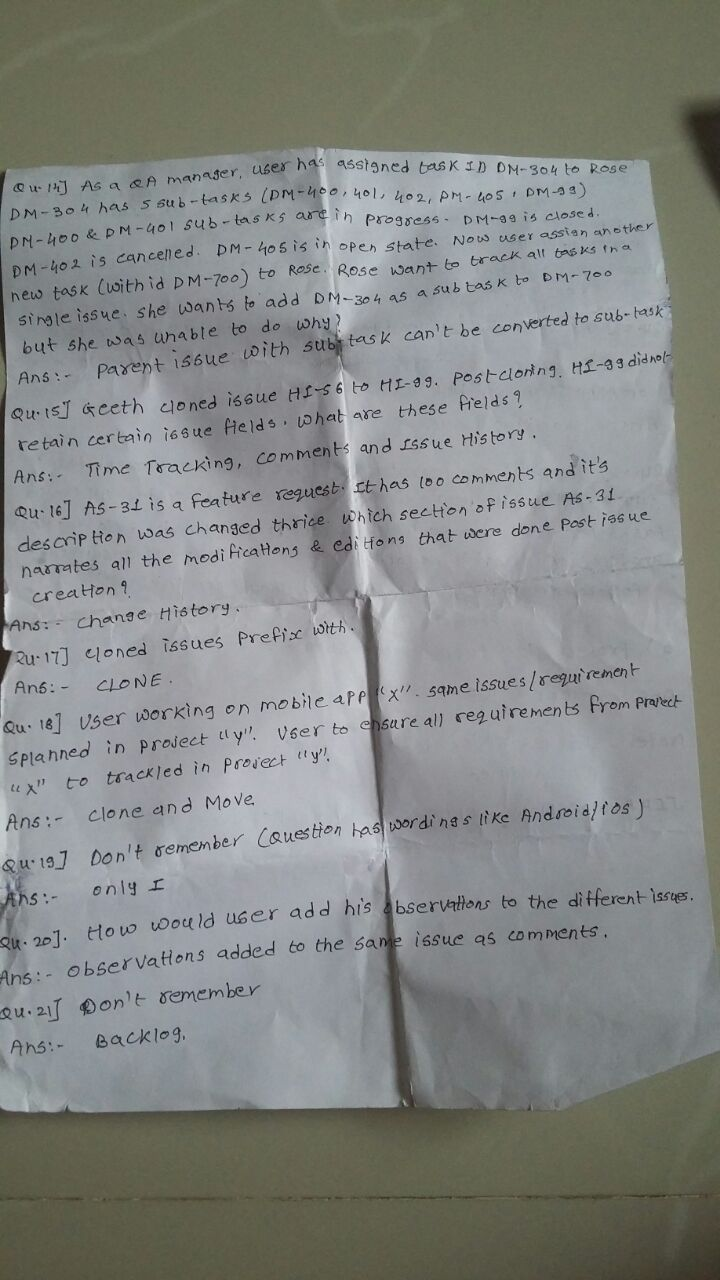 Qu.14] As a QA manager, user has assigned task ID DM-304 to Rose
DM-304 has 5 sub-tasks (DM-400, 401, 402, DM-405, DM-99)
DM-400 & DM-401 sub-tasks are in progress. DM-99 is closed.
DM-402 is cancelled. DM-405 is in open state. Now user assign another
new task (with id DM-700) to Rose. Rose want to track all tasks in a
single issue. she wants to add DM-304 as a sub task to DM-700
but she was unable to do why?
Ans:- Parent issue with sub-task can't be converted to sub-task
Qu.15] Geeth cloned issue HI-56 to HI-99. Post cloning, HI-99 did not
retain certain issue fields. what are these fields?
Ans:- Time Tracking, comments and Issue History.
Qu.16] AS-31 is a feature request. It has 100 comments and it's
description was changed thrice. which section of issue AS-31
narrates all the modifications & editions that were done post issue
creation?
Ans:- change History.
Qu.17] cloned issues Prefix with.
Ans:- CLONE.
Qu.18] User working on mobile app "x". same issues/requirement
splanned in project "y". User to ensure all requirements from Project
"x" to trackled in project "y".
Ans:- clone and Move
Qu.19] Don't remember (Question has wordings like Android/ios)
Ans:- only I
Qu.20]. How would user add his observations to the different issues.
Ans:- observations added to the same issue as comments.
Qu.21] Don't remember
Ans:- Backlog.